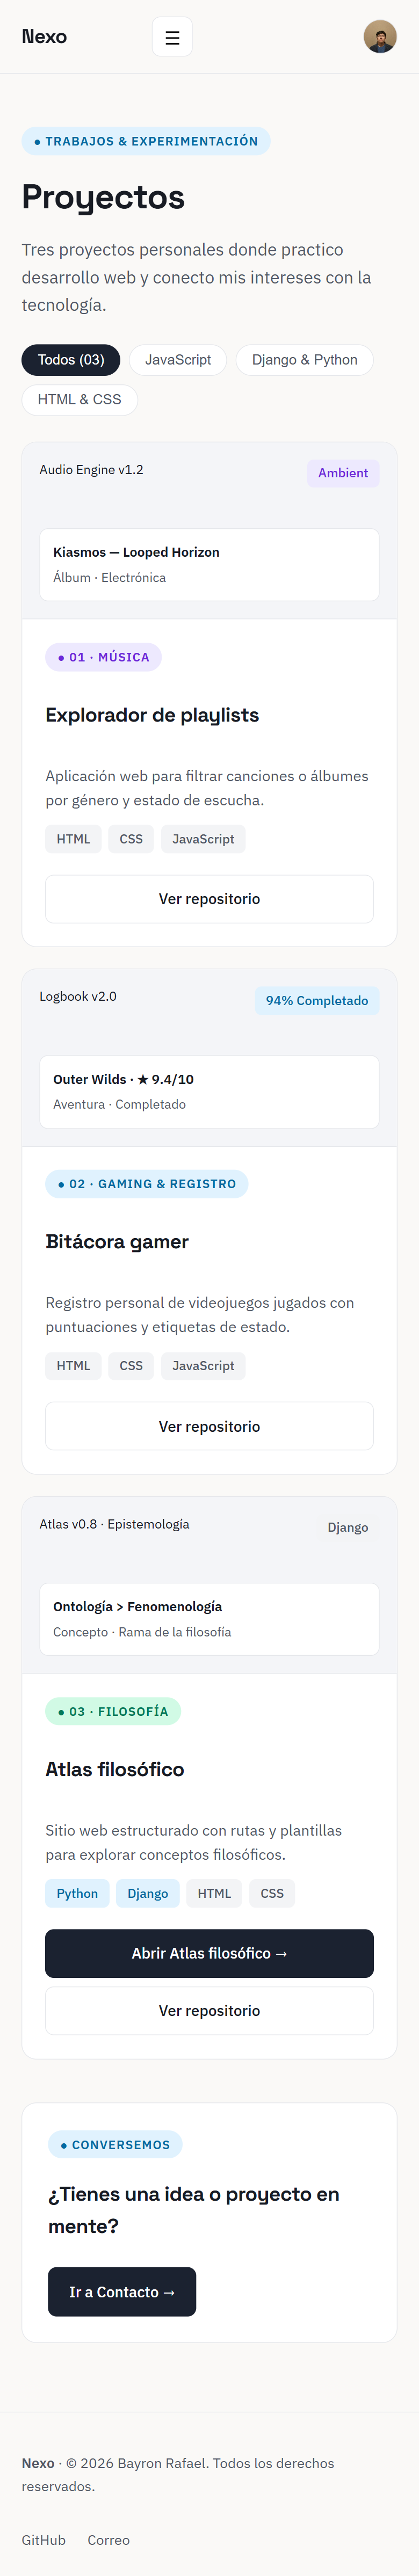 Nexo
☰
● TRABAJOS & EXPERIMENTACIÓN
Proyectos
Tres proyectos personales donde practico
desarrollo web y conecto mis intereses con la
tecnología.
Todos (03)
JavaScript
Django & Python
HTML & CSS
Audio Engine v1.2
Ambient
Kiasmos — Looped Horizon
Álbum · Electrónica
● 01 · MÚSICA
Explorador de playlists
Aplicación web para filtrar canciones o álbumes
por género y estado de escucha.
HTML
CSS
JavaScript
Ver repositorio
Logbook v2.0
94% Completado
Outer Wilds · ★ 9.4/10
Aventura · Completado
● 02 · GAMING & REGISTRO
Bitácora gamer
Registro personal de videojuegos jugados con
puntuaciones y etiquetas de estado.
HTML
CSS
JavaScript
Ver repositorio
Atlas v0.8 · Epistemología
Django
Ontología > Fenomenología
Concepto · Rama de la filosofía
● 03 · FILOSOFÍA
Atlas filosófico
Sitio web estructurado con rutas y plantillas
para explorar conceptos filosóficos.
Python
Django
HTML
CSS
Abrir Atlas filosófico →
Ver repositorio
● CONVERSEMOS
¿Tienes una idea o proyecto en
mente?
Ir a Contacto →
Nexo · © 2026 Bayron Rafael. Todos los derechos
reservados.
GitHub
Correo